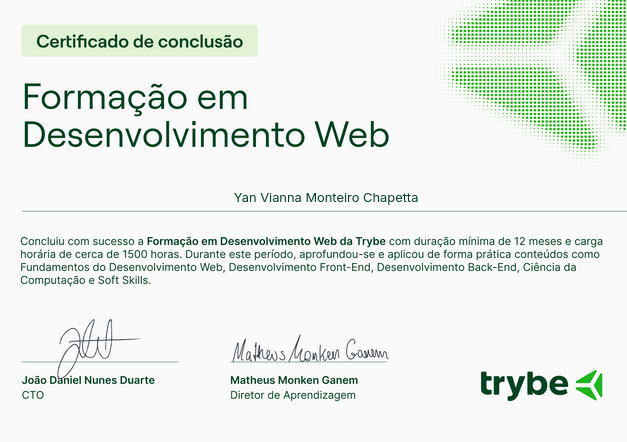 Certificado de conclusão
Formação em
Desenvolvimento Web
Yan Vianna Monteiro Chapetta
Concluiu com sucesso a Formação em Desenvolvimento Web da Trybe com duração mínima de 12 meses e carga
horária de cerca de 1500 horas. Durante este período, aprofundou-se e aplicou de forma prática conteúdos como
Fundamentos do Desenvolvimento Web, Desenvolvimento Front-End, Desenvolvimento Back-End, Ciência da
Computação e Soft Skills.
Matheus Monken Ganem
João Daniel Nunes Duarte
CTO
Matheus Monken Ganem
Diretor de Aprendizagem
trybe